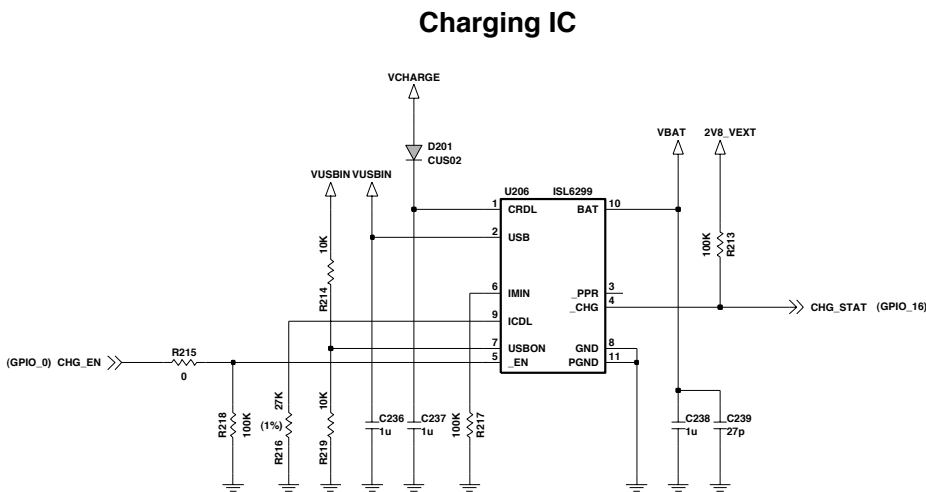 Charging IC
VCHARGE
D201
CUS02
VBAT
2V8_VEXT
VUSBIN
VUSBIN
U206
ISL6299
1
CRDL
BAT
10
2
USB
10K
R214
100K
R213
6
IMIN
_PPR
3
_CHG
4
CHG_STAT
(GPIO_16)
9
ICDL
7
USBON
GND
8
5
_EN
PGND
11
(GPIO_0)
CHG_EN
R215
0
R218
100K
27K
(1%)
R216
10K
R219
C236
1u
C237
1u
100K
R217
C238
1u
C239
27p